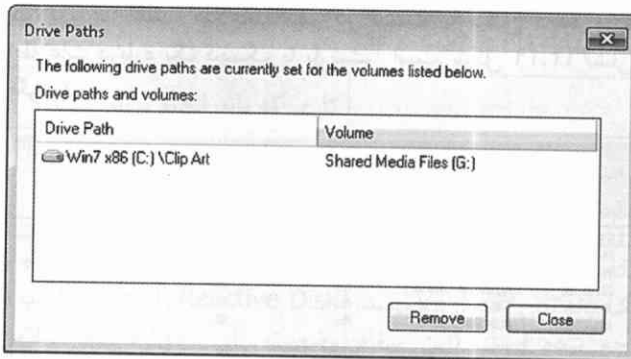 Drive Paths
The following drive paths are currently set for the volumes listed below.
Drive paths and volumes:
Drive Path Volume
Win7 x86 (C:) \Clip Art Shared Media Files (G:)
Remove Close